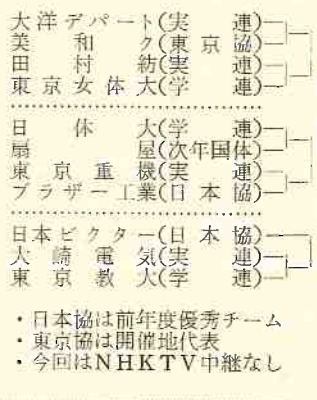 大洋デパート(実連)
美和ク(東京協)
田村紡(実連)
東京女体大(学連)
日体大(学連)
扇屋(次年国体)
東京重機(実連)
ブラザー工業(日本協)
日本ビクター(日本協)
大崎電気(実連)
東京教大(学連)
・日本協は前年度優秀チーム
・東京協は開催地代表
・今回はNHKTV中継なし